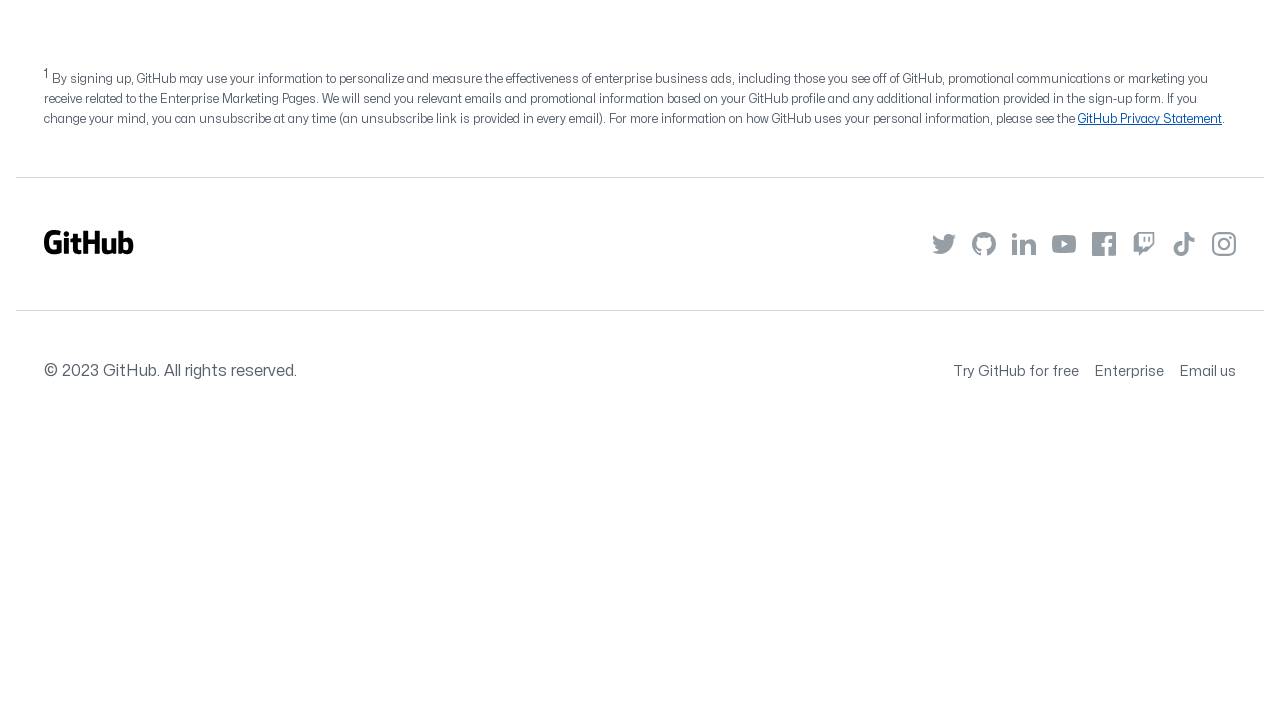 1 By signing up, GitHub may use your information to personalize and measure the effectiveness of enterprise business ads, including those you see off of GitHub, promotional communications or marketing you
receive related to the Enterprise Marketing Pages. We will send you relevant emails and promotional information based on your GitHub profile and any additional information provided in the sign-up form. If you
change your mind, you can unsubscribe at any time (an unsubscribe link is provided in every email). For more information on how GitHub uses your personal information, please see the GitHub Privacy Statement.
GitHub
© 2023 GitHub. All rights reserved.
Try GitHub for free Enterprise Email us